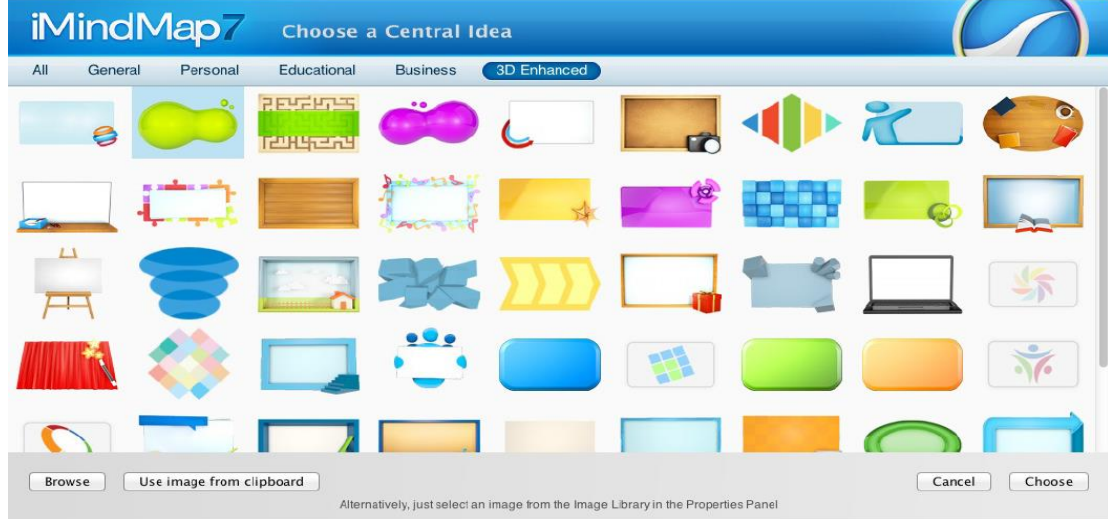 iMindMap7 Choose a Central Idea
All General Personal Educational Business 3D Enhanced
Browse Use image from clipboard Cancel Choose
Alternatively, just select an image from the Image Library in the Properties Panel